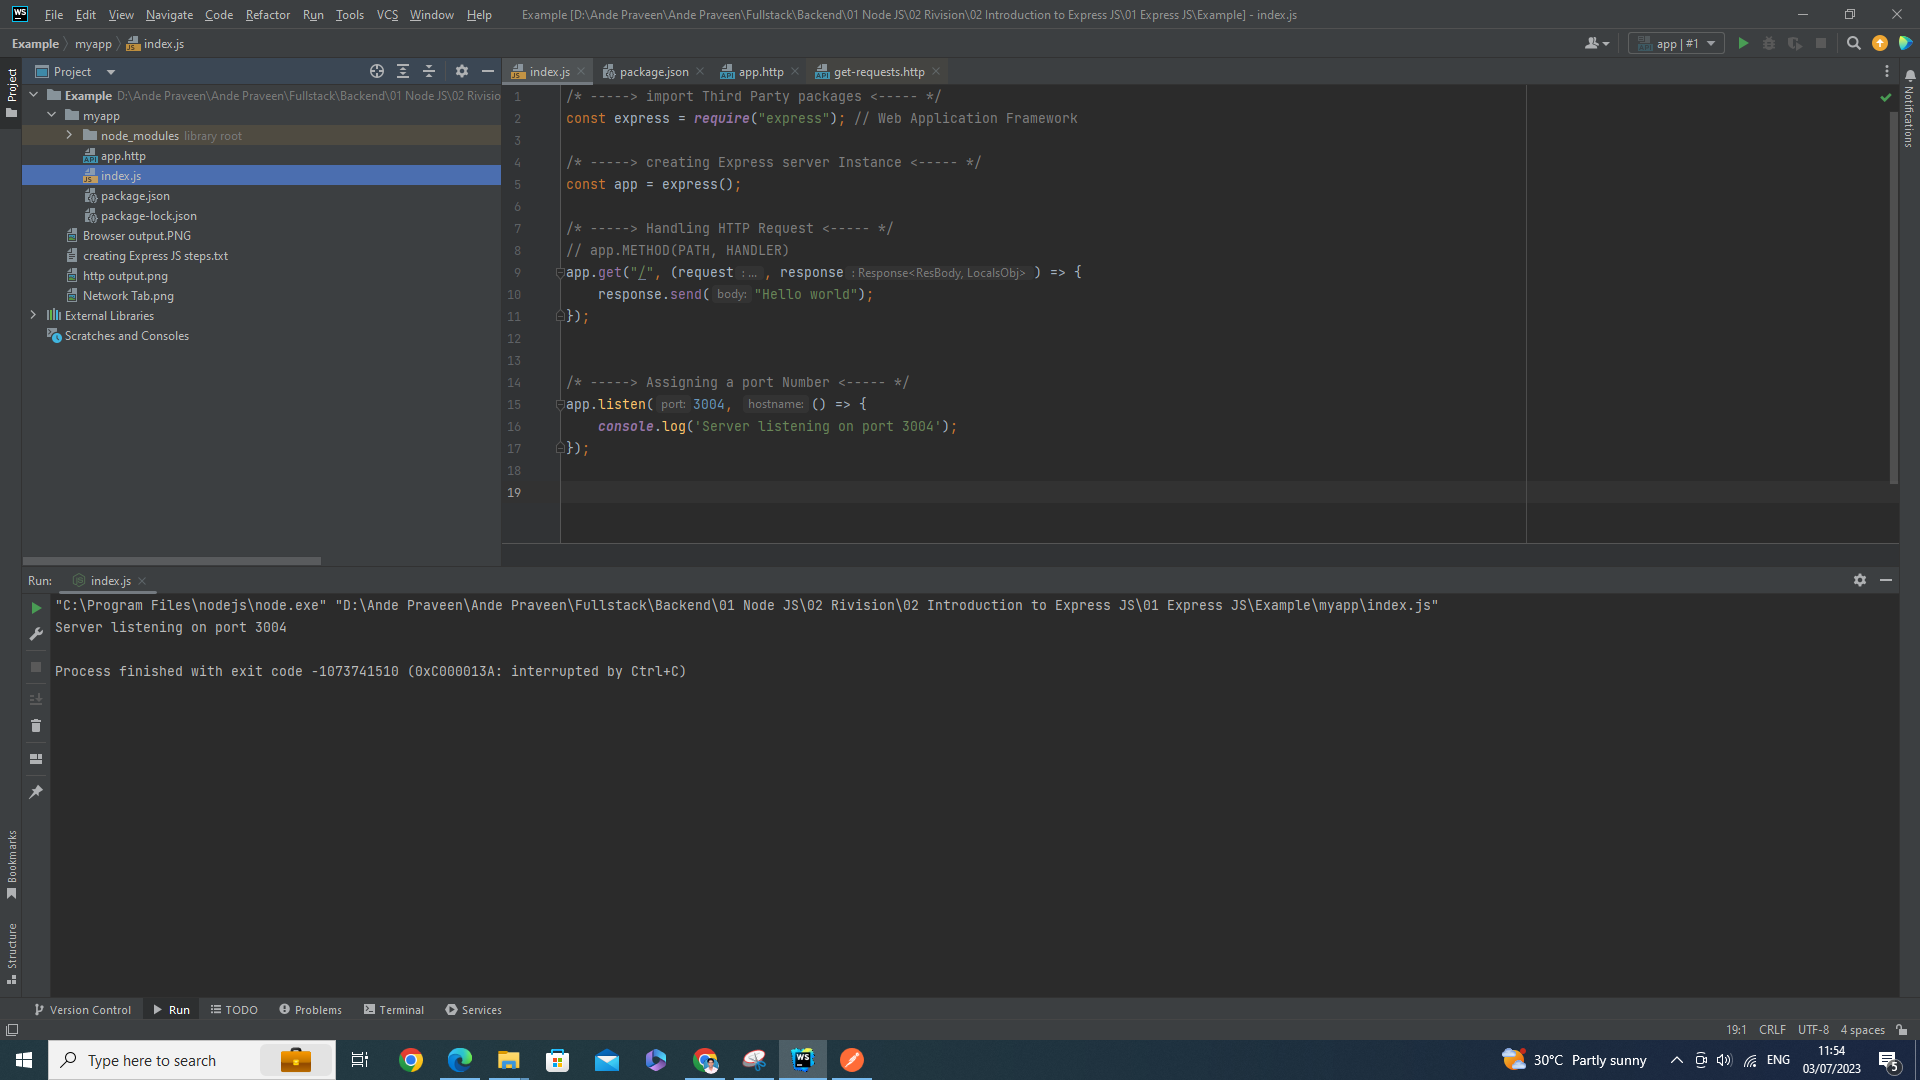 WS File Edit View Navigate Code Refactor Run Tools VCS Window Help Example [D:\Ande Praveen\Ande Praveen\Fullstack\Backend\01 Node JS\02 Rivision\02 Introduction to Express JS\01 Express JS\Example] - index.js
Example myapp index.js app | #1
Project
Project
Example D:\Ande Praveen\Ande Praveen\Fullstack\Backend\01 Node JS\02 Rivisio
myapp
node_modules library root
app.http
index.js
package.json
package-lock.json
Browser output.PNG
creating Express JS steps.txt
http output.png
Network Tab.png
External Libraries
Scratches and Consoles
index.js package.json app.http get-requests.http
Notifications
1 /* -----> import Third Party packages <----- */
2 const express = require("express"); // Web Application Framework
3
4 /* -----> creating Express server Instance <----- */
5 const app = express();
6
7 /* -----> Handling HTTP Request <----- */
8 // app.METHOD(PATH, HANDLER)
9 app.get("/", (request : ... , response : Response<ResBody, LocalsObj> ) => {
10 response.send( body: "Hello world");
11 });
12
13
14 /* -----> Assigning a port Number <----- */
15 app.listen( port: 3004, hostname: () => {
16 console.log('Server listening on port 3004');
17 });
18
19
Run: index.js
"C:\Program Files\nodejs\node.exe" "D:\Ande Praveen\Ande Praveen\Fullstack\Backend\01 Node JS\02 Rivision\02 Introduction to Express JS\01 Express JS\Example\myapp\index.js"
Server listening on port 3004
Process finished with exit code -1073741510 (0xC000013A: interrupted by Ctrl+C)
Bookmarks
Structure
Version Control Run TODO Problems Terminal Services
19:1 CRLF UTF-8 4 spaces
Type here to search
30°C Partly sunny ENG
11:54
03/07/2023
5